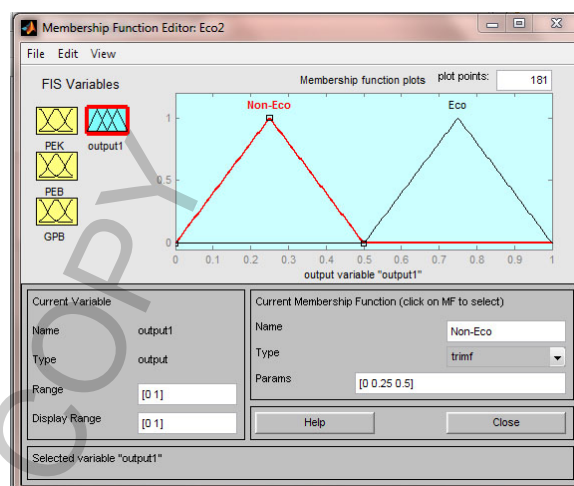 Membership Function Editor: Eco2
File Edit View
FIS Variables
PEK
output1
PEB
GPB
Membership function plots
plot points:
181
Non-Eco
Eco
1
0.5
0
0 0.1 0.2 0.3 0.4 0.5 0.6 0.7 0.8 0.9 1
output variable "output1"
Current Variable
Name output1
Type output
Range [0 1]
Display Range [0 1]
Current Membership Function (click on MF to select)
Name Non-Eco
Type trimf
Params [0 0.25 0.5]
Help Close
Selected variable "output1"
COPY